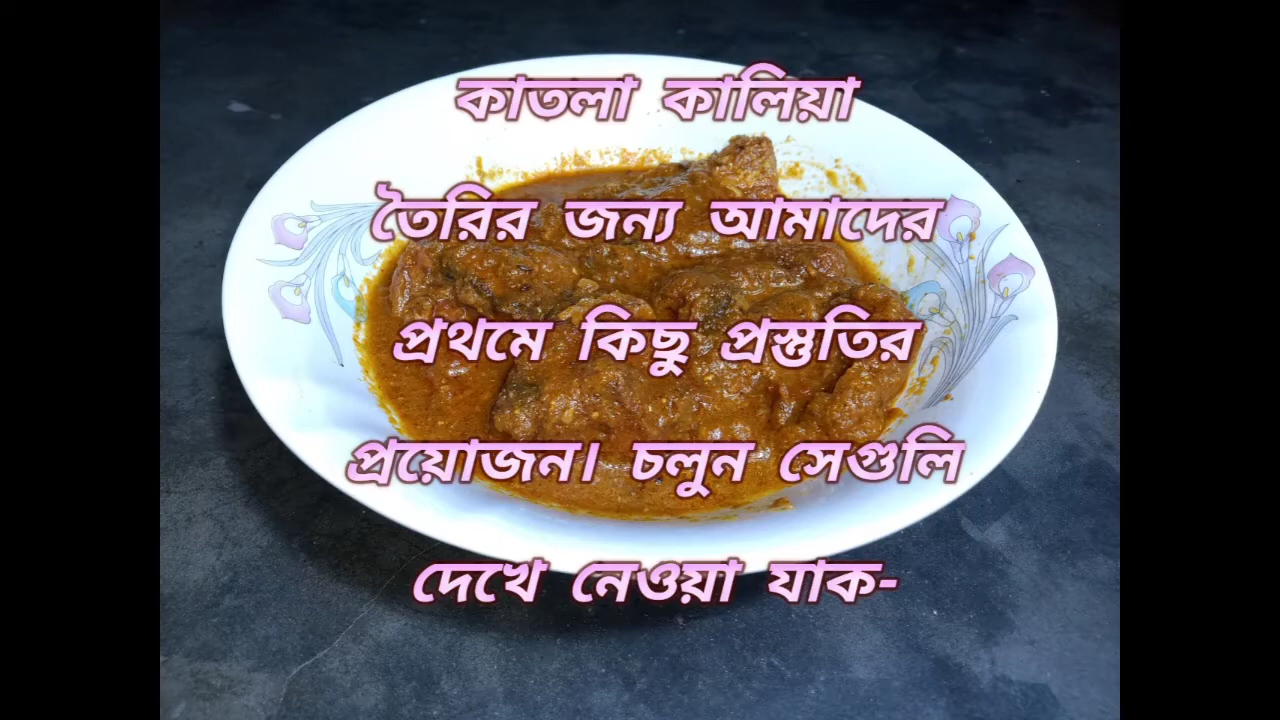 কাতলা কালিয়া
তৈরির জন্য আমাদের
প্রথমে কিছু প্রস্তুতির
প্রয়োজন। চলুন সেগুলি
দেখে নেওয়া যাক-